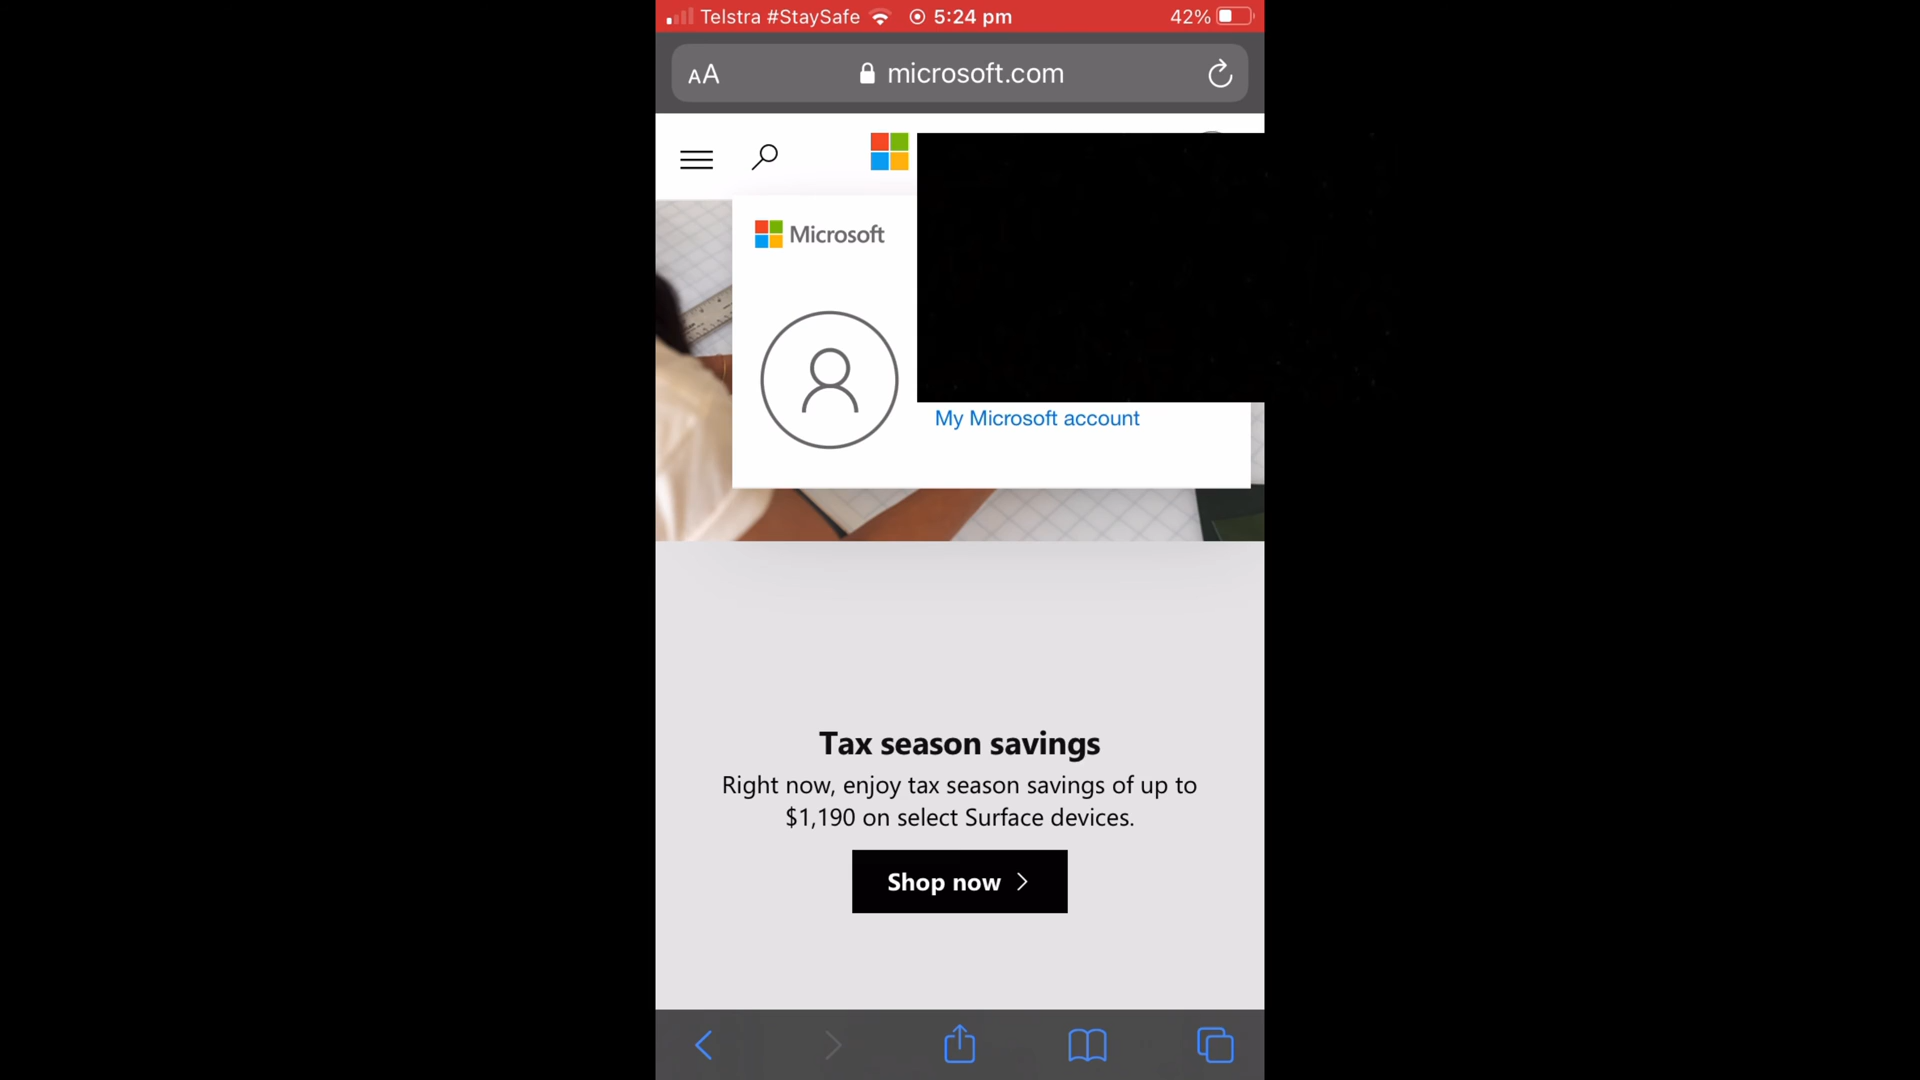 Telstra #StaySafe 5:24 pm 42%
AA microsoft.com
Microsoft
My Microsoft account
Tax season savings
Right now, enjoy tax season savings of up to
$1,190 on select Surface devices.
Shop now